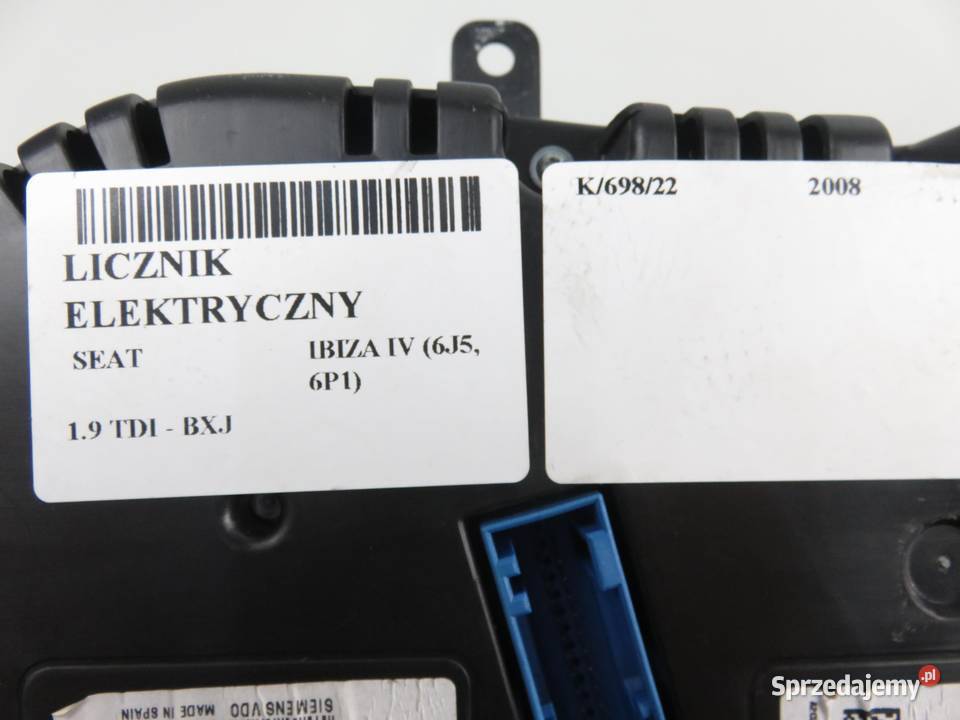 LICZNIK
ELEKTRYCZNY
SEAT
IBIZA IV (6J5,
6P1)
1.9 TDI - BXJ
K/698/22 2008
SIEMENS VDO MADE IN SPAIN
Sprzedajemy.pl